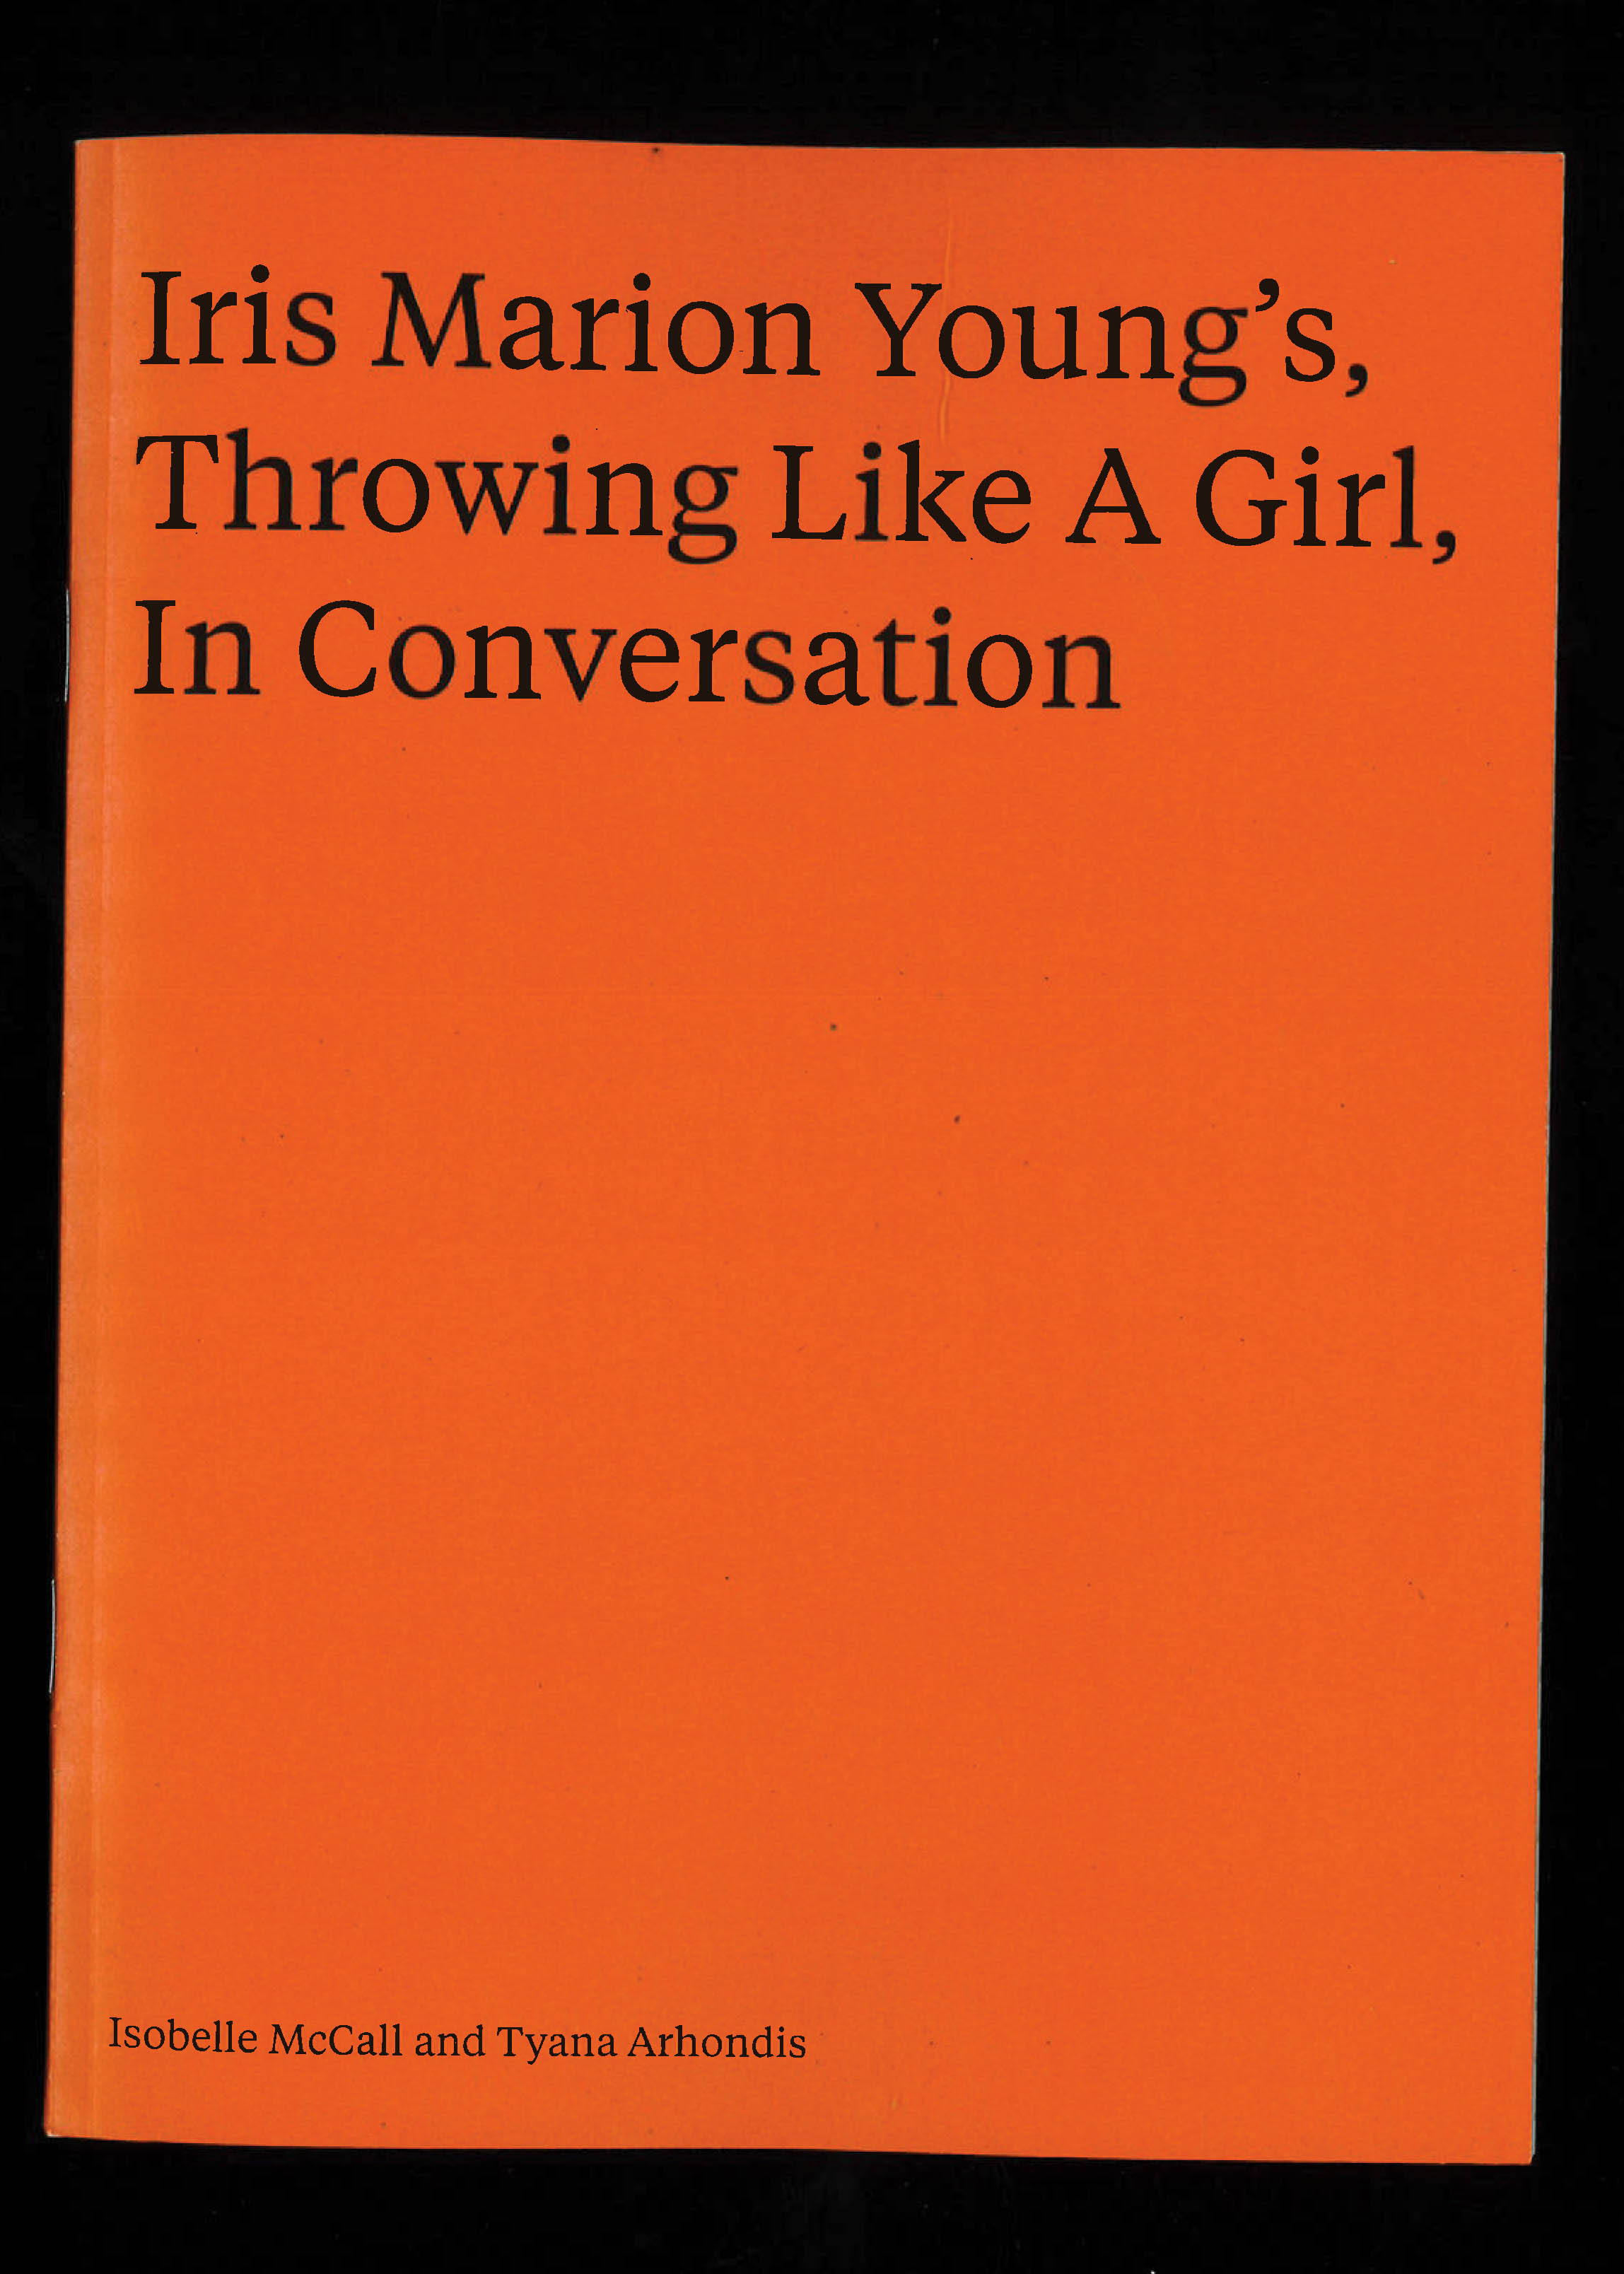 Iris Marion Young’s,
Throwing Like A Girl,
In Conversation
Isobelle McCall and Tyana Arhondis